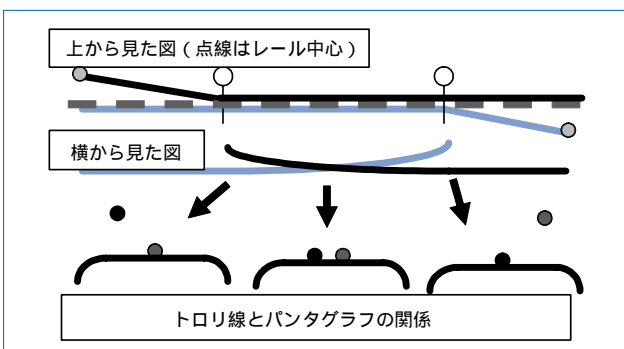 上から見た図（点線はレール中心）
横から見た図
トロリ線とパンタグラフの関係